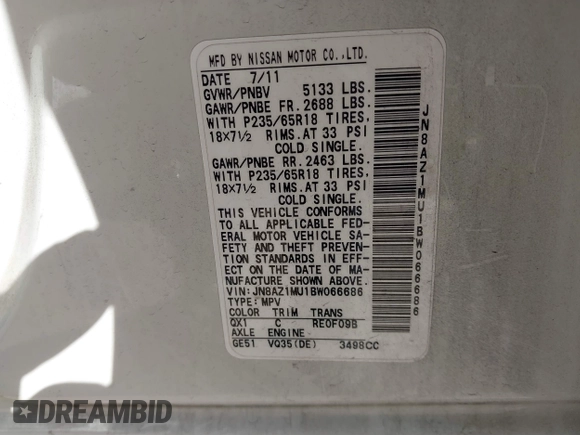 MFD BY NISSAN MOTOR CO.,LTD.
DATE 7/11
GVWR/PNBV 5133 LBS.
GAWR/PNBE FR. 2688 LBS.
WITH P235/65R18 TIRES,
18X7½ RIMS.AT 33 PSI
COLD SINGLE.
GAWR/PNBE RR. 2463 LBS.
WITH P235/65R18 TIRES,
18X7½ RIMS.AT 33 PSI
COLD SINGLE.
THIS VEHICLE CONFORMS
TO ALL APPLICABLE FED-
ERAL MOTOR VEHICLE SA-
FETY AND THEFT PREVEN-
TION STANDARDS IN EFF-
ECT ON THE DATE OF MA-
NUFACTURE SHOWN ABOVE.
VIN:JN8AZ1MU1BW066686
TYPE:MPV
COLOR TRIM TRANS
QX1 C RE0F09B
AXLE ENGINE
GE51 VQ35(DE) 3498CC
JN8AZ1MU1BW066686
DREAMBID